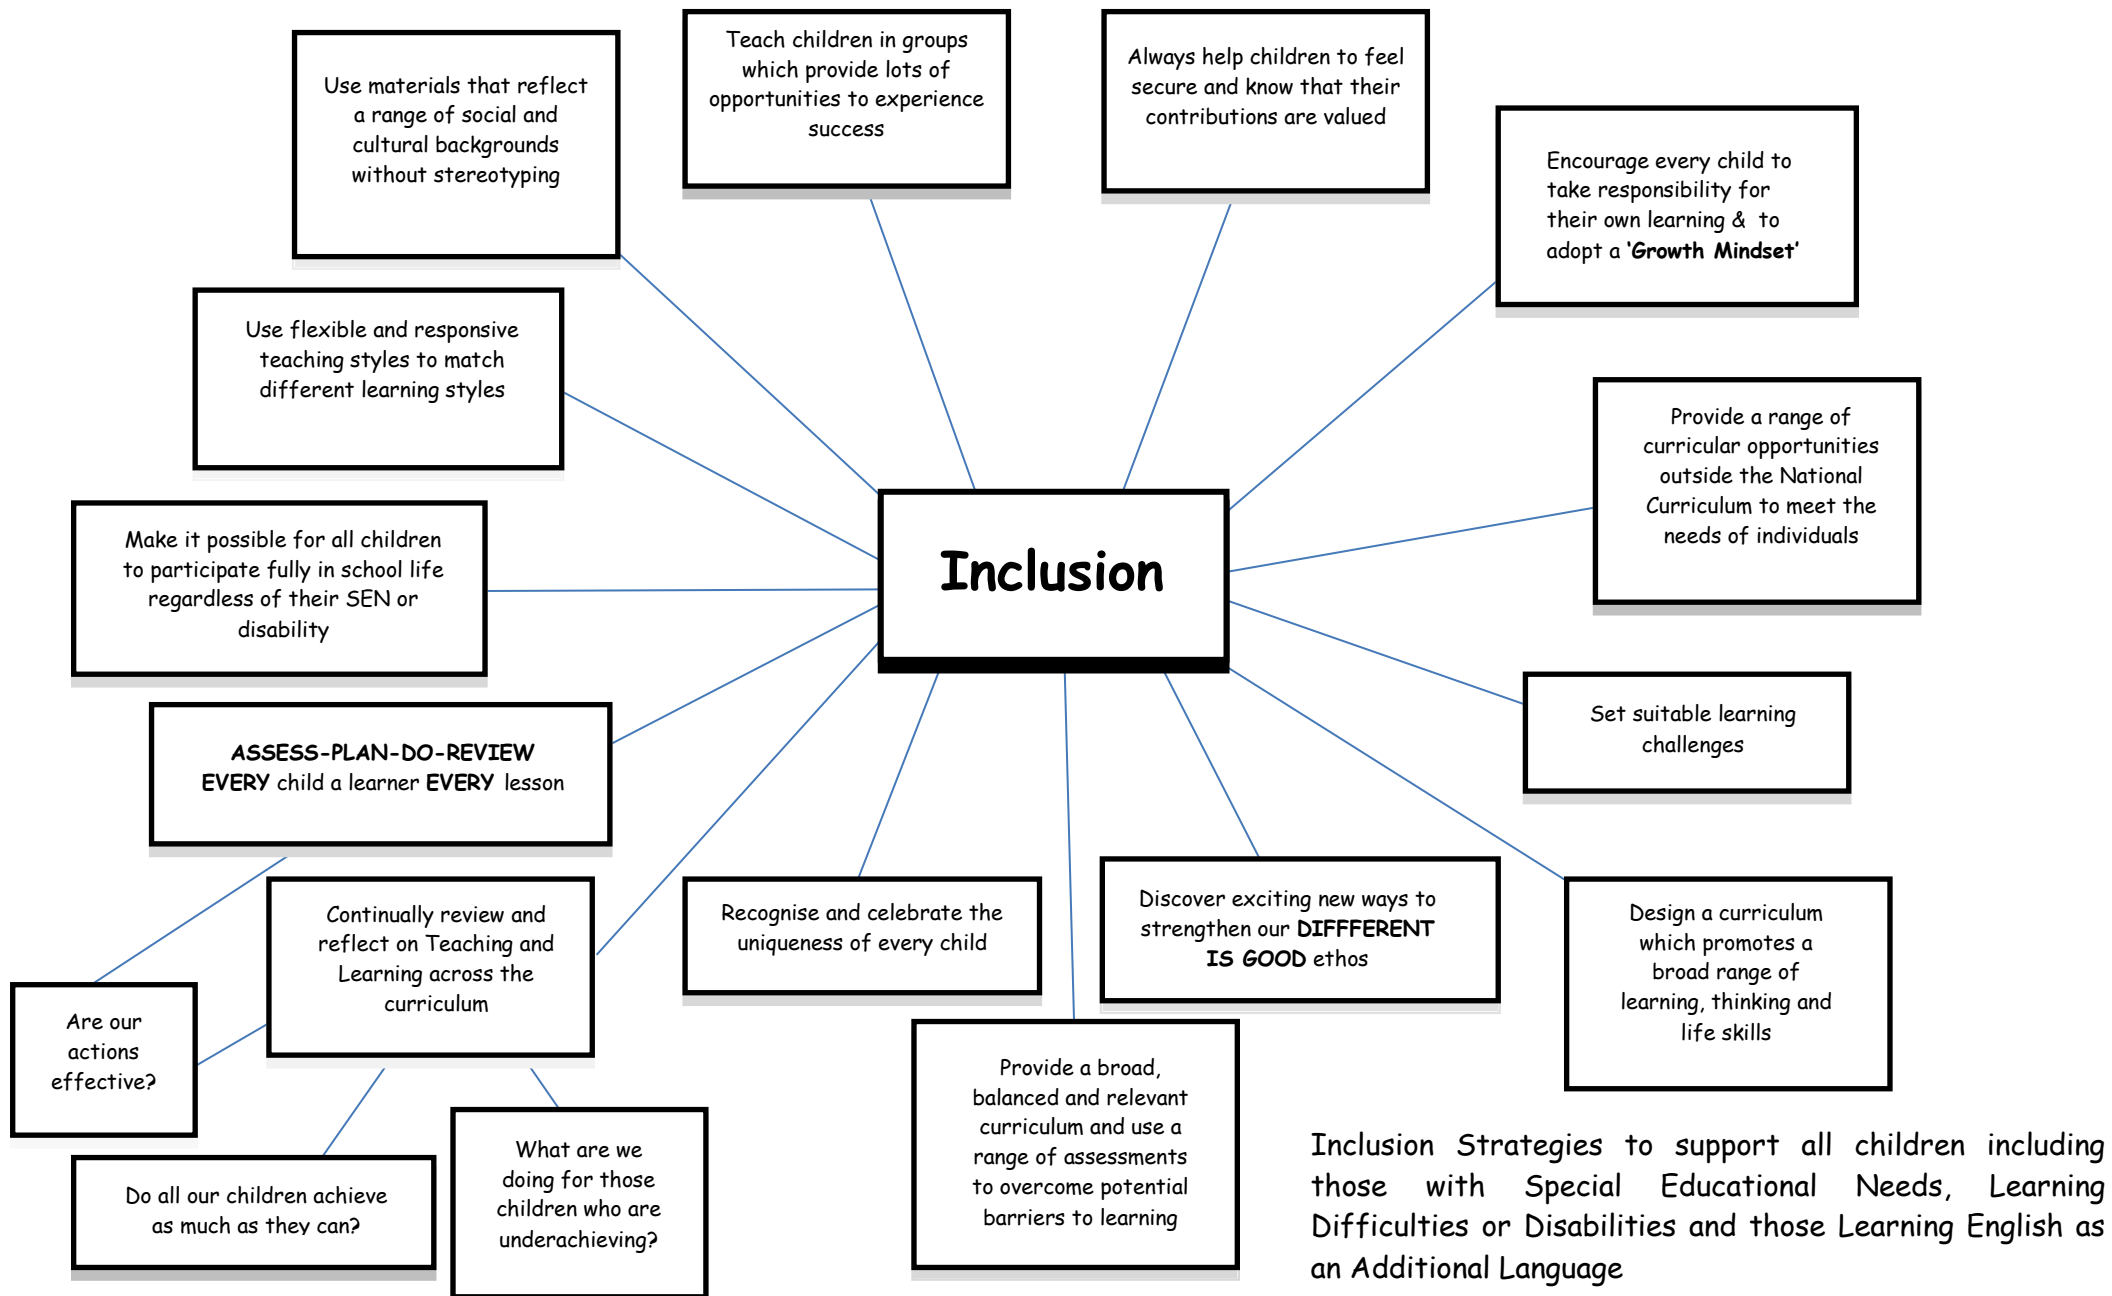 Use materials that reflect
a range of social and
cultural backgrounds
without stereotyping
Teach children in groups
which provide lots of
opportunities to experience
success
Always help children to feel
secure and know that their
contributions are valued
Encourage every child to
take responsibility for
their own learning & to
adopt a ‘Growth Mindset’
Use flexible and responsive
teaching styles to match
different learning styles
Provide a range of
curricular opportunities
outside the National
Curriculum to meet the
needs of individuals
Inclusion
Make it possible for all children
to participate fully in school life
regardless of their SEN or
disability
Set suitable learning
challenges
ASSESS-PLAN-DO-REVIEW
EVERY child a learner EVERY lesson
Continually review and
reflect on Teaching and
Learning across the
curriculum
Recognise and celebrate the
uniqueness of every child
Discover exciting new ways to
strengthen our DIFFFERENT
IS GOOD ethos
Design a curriculum
which promotes a
broad range of
learning, thinking and
life skills
Are our
actions
effective?
Do all our children achieve
as much as they can?
What are we
doing for those
children who are
underachieving?
Provide a broad,
balanced and relevant
curriculum and use a
range of assessments
to overcome potential
barriers to learning
Inclusion Strategies to support all children including
those with Special Educational Needs, Learning
Difficulties or Disabilities and those Learning English as
an Additional Language